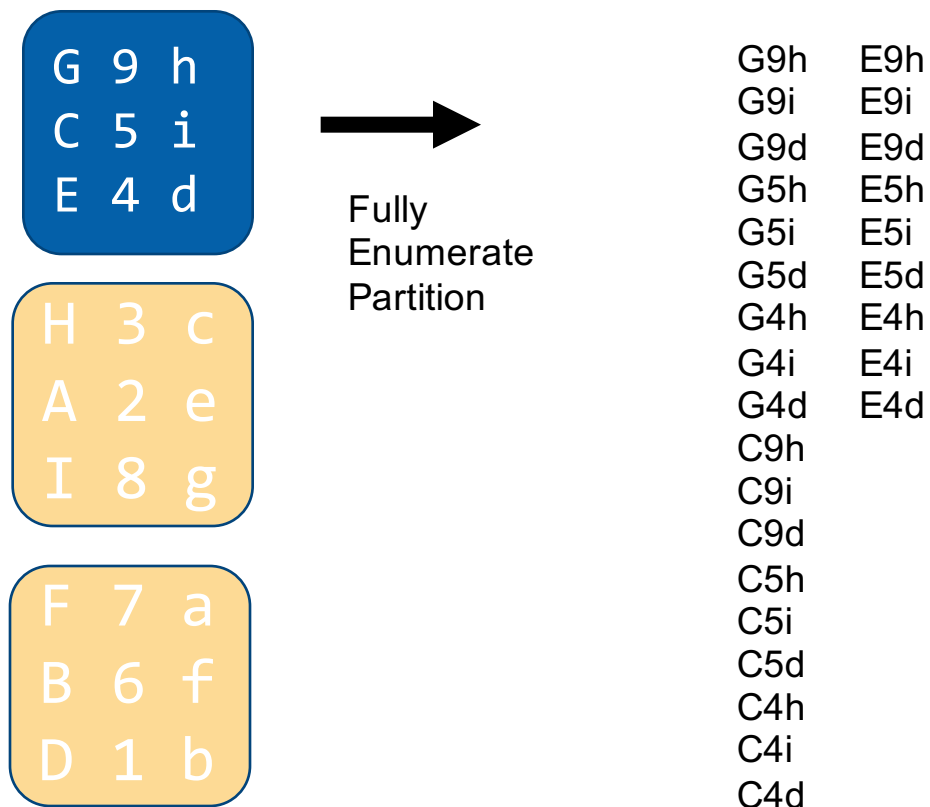 G 9 h
C 5 i
E 4 d
H 3 c
A 2 e
I 8 g
F 7 a
B 6 f
D 1 b
Fully
Enumerate
Partition
G9h E9h
G9i E9i
G9d E9d
G5h E5h
G5i E5i
G5d E5d
G4h E4h
G4i E4i
G4d E4d
C9h
C9i
C9d
C5h
C5i
C5d
C4h
C4i
C4d